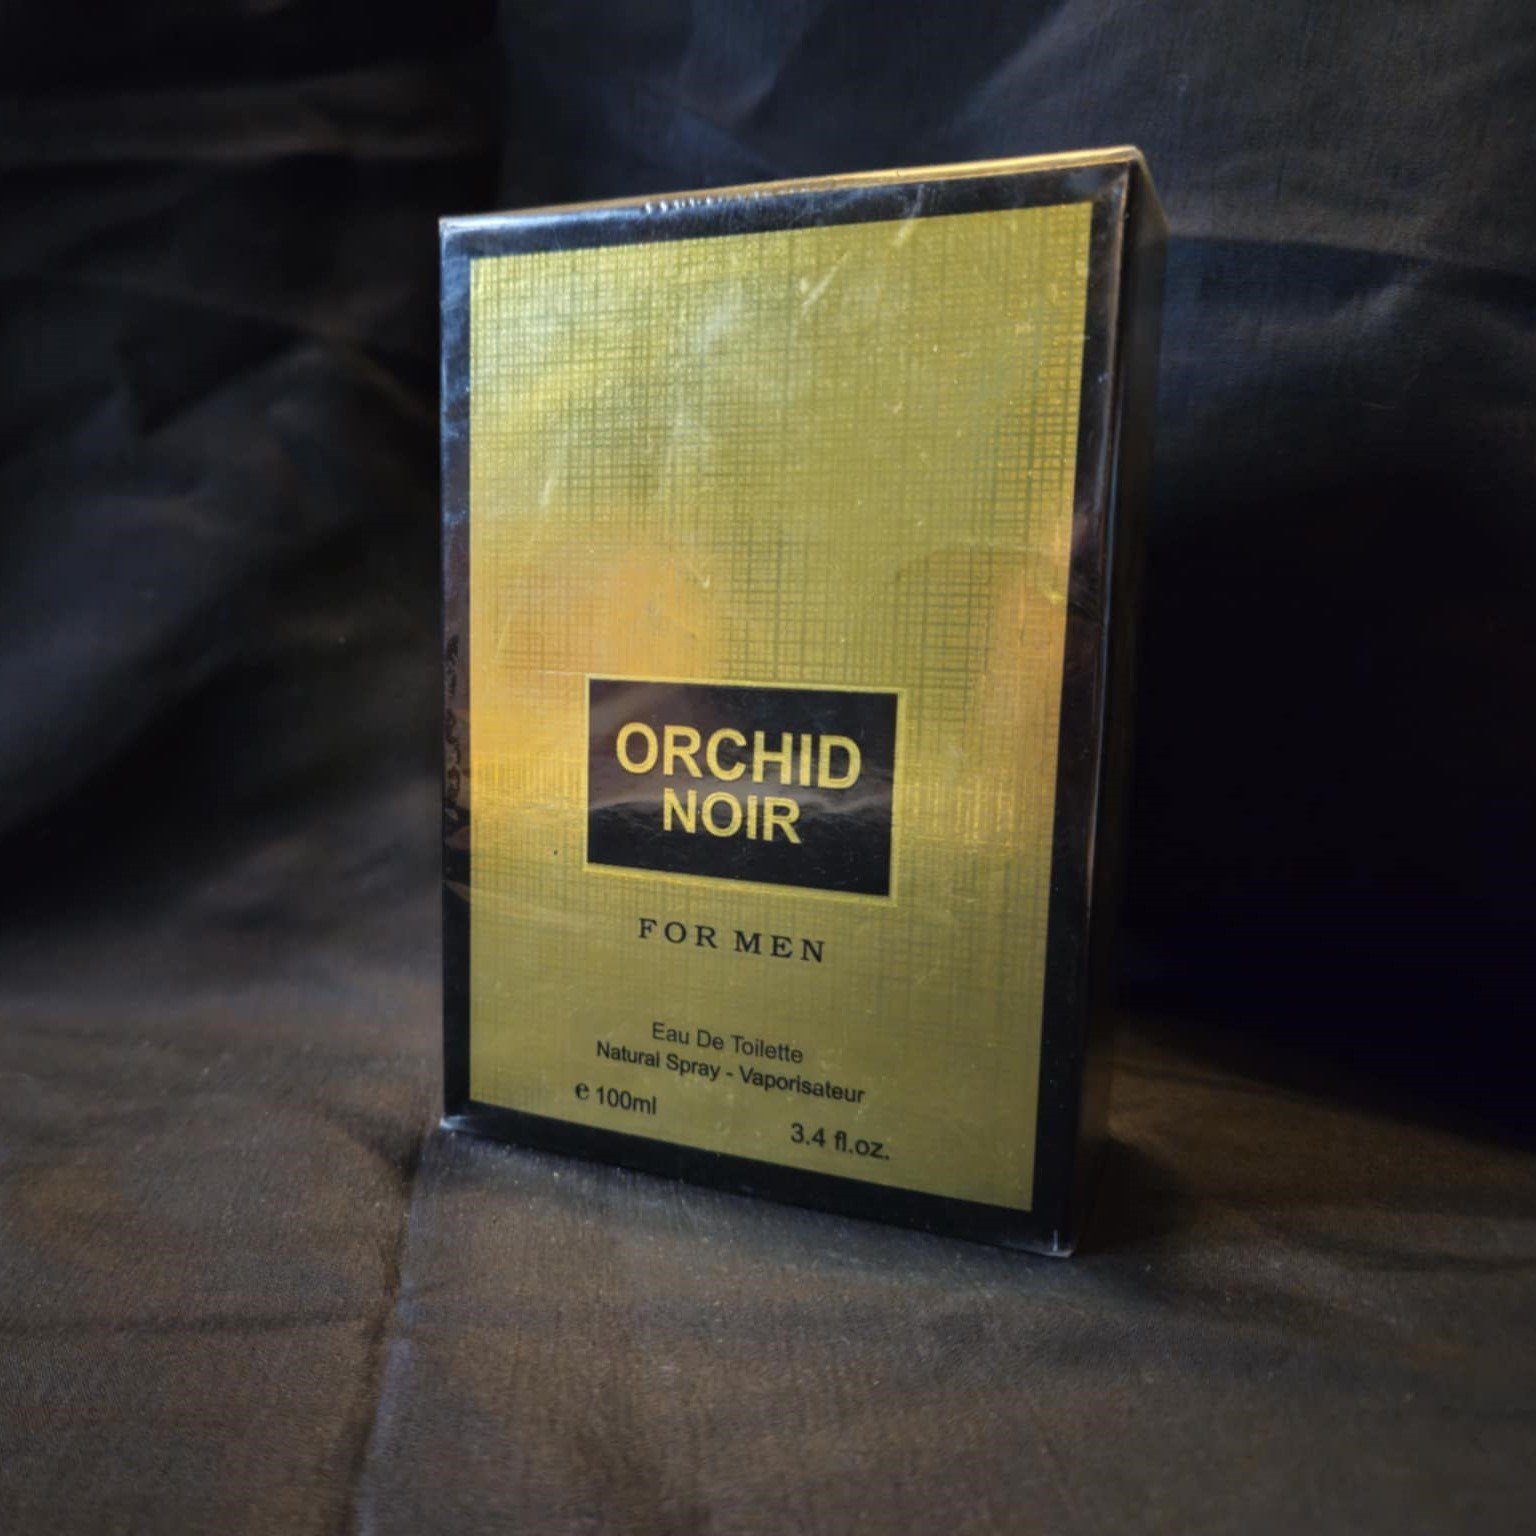 ORCHID
NOIR
FOR MEN
Eau De Toilette
Natural Spray - Vaporisateur
℮ 100ml
3.4 fl.oz.